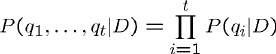 P(q_1, \ldots, q_t|D) = \prod_{i=1}^{t} P(q_i|D)